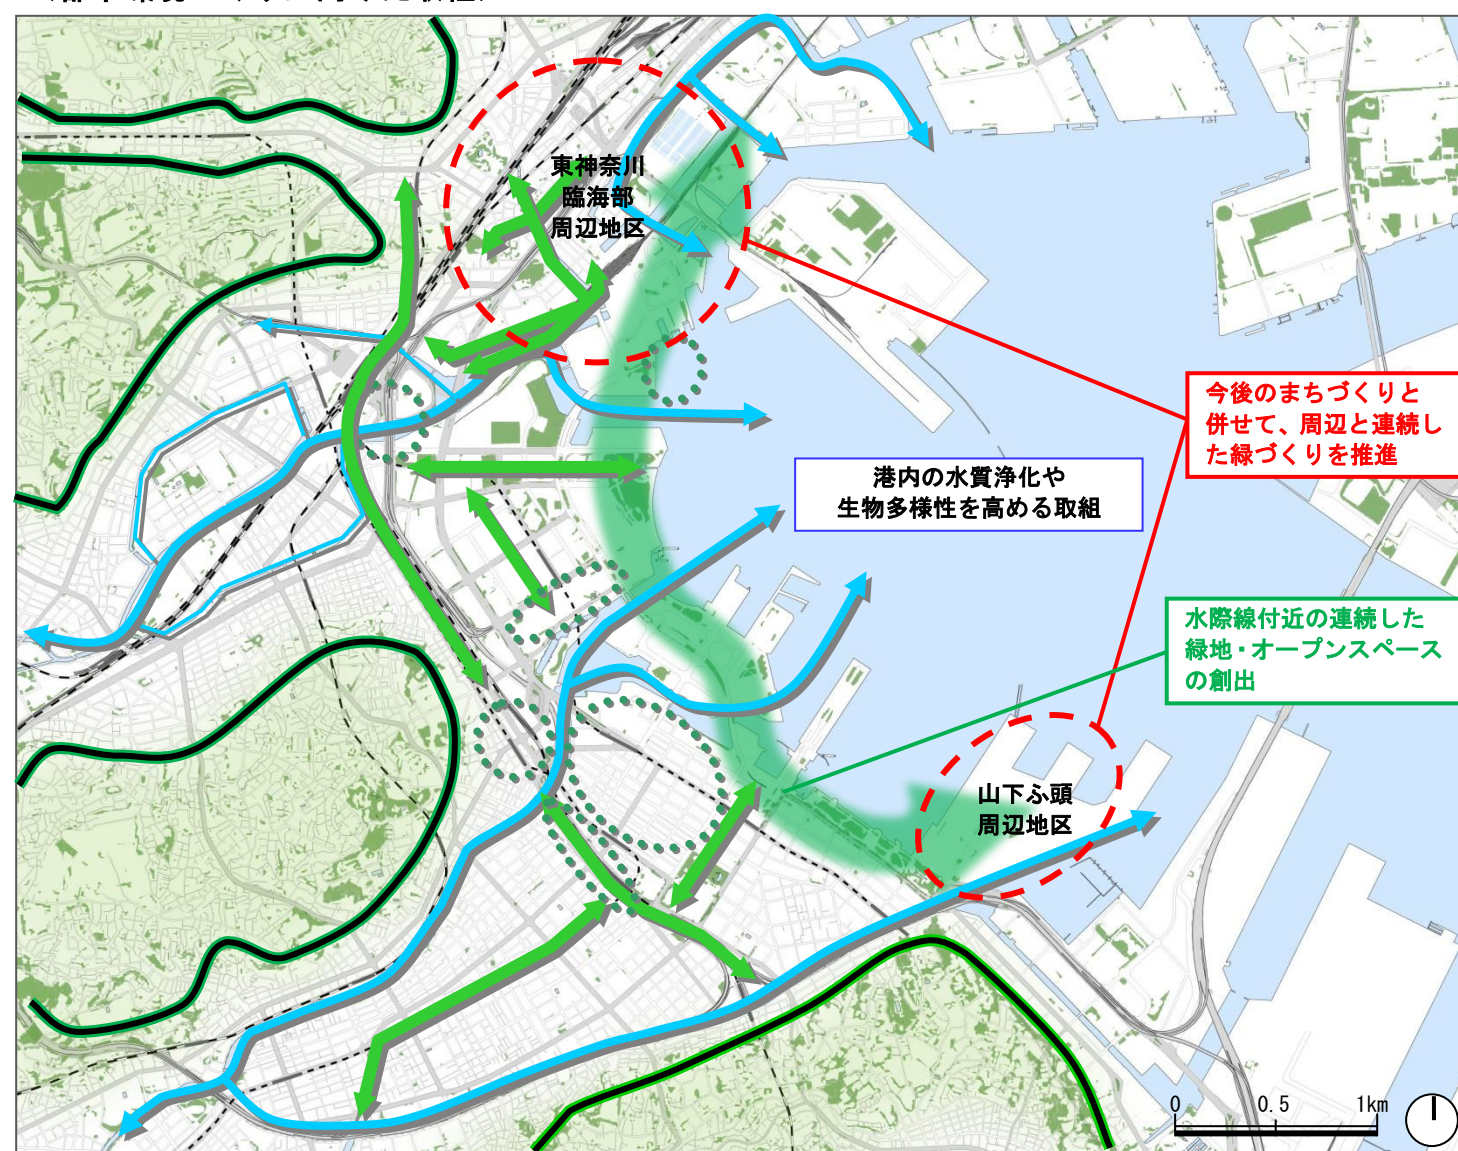 東神奈川
臨海部
周辺地区
今後のまちづくりと
併せて、周辺と連続し
た緑づくりを推進
港内の水質浄化や
生物多様性を高める取組
水際線付近の連続した
緑地・オープンスペース
の創出
山下ふ頭
周辺地区
0 0.5 1km